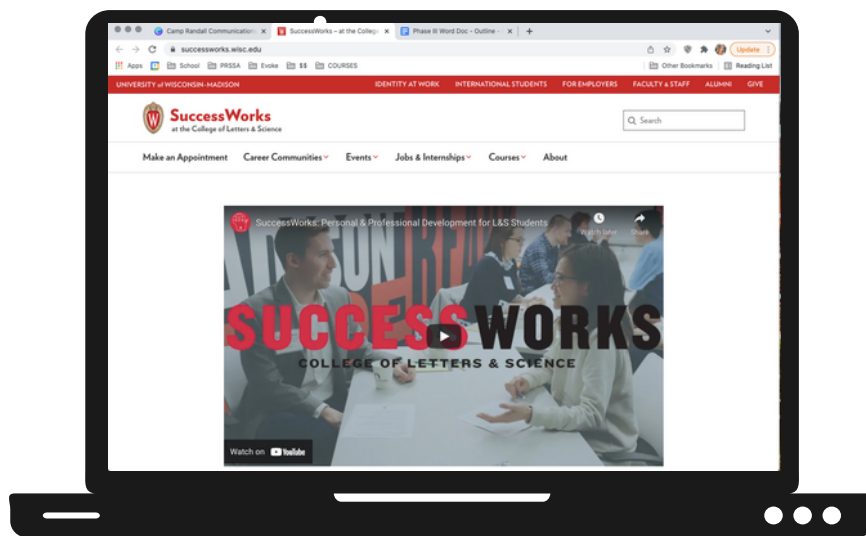 Camp Randall Communication
SuccessWorks – at the College
Phase III Word Doc - Outline -
successworks.wisc.edu
Update
Apps School PRSSA Evoke $$ COURSES Other Bookmarks Reading List
UNIVERSITY of WISCONSIN–MADISON IDENTITY AT WORK INTERNATIONAL STUDENTS FOR EMPLOYERS FACULTY & STAFF ALUMNI GIVE
W SuccessWorks
at the College of Letters & Science
Search
Make an Appointment Career Communities Events Jobs & Internships Courses About
SuccessWorks: Personal & Professional Development for L&S Students
Watch later Share
SUCCESSWORKS
COLLEGE OF LETTERS & SCIENCE
Watch on YouTube